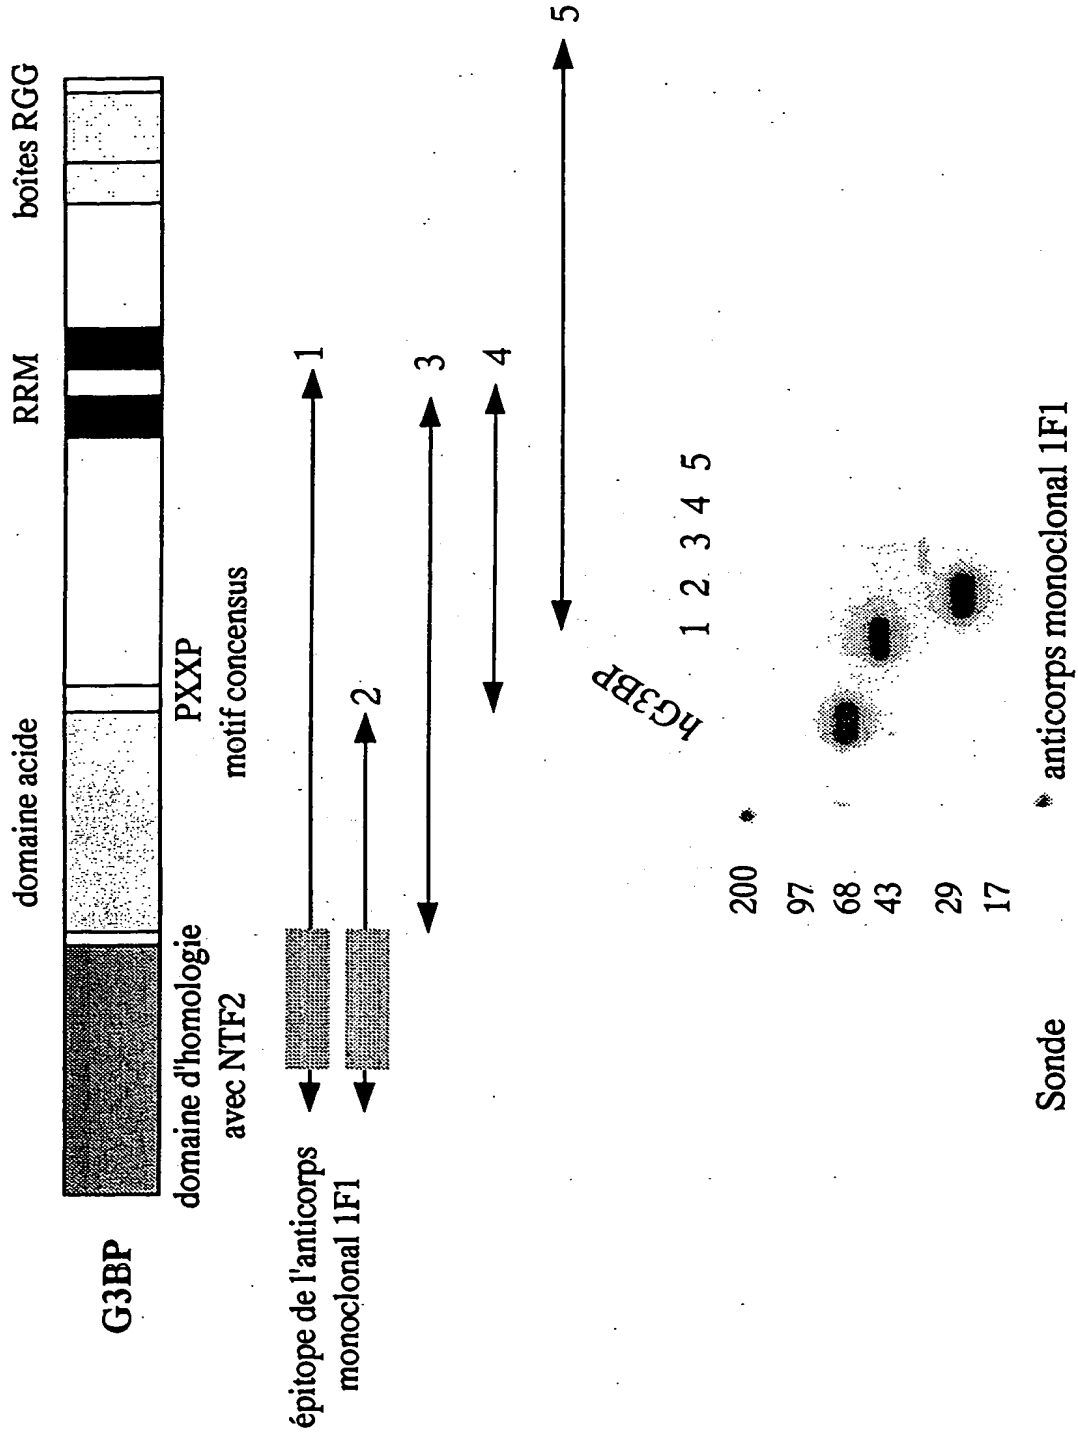 domaine acide
RRM
boîtes RGG
G3BP
domaine d'homologie
avec NTF2
PXXP
motif concensus
épitope de l'anticorps
monoclonal 1F1
1
2
3
4
5
hG3BP
1 2 3 4 5
200
97
68
43
29
17
Sonde
anticorps monoclonal 1F1